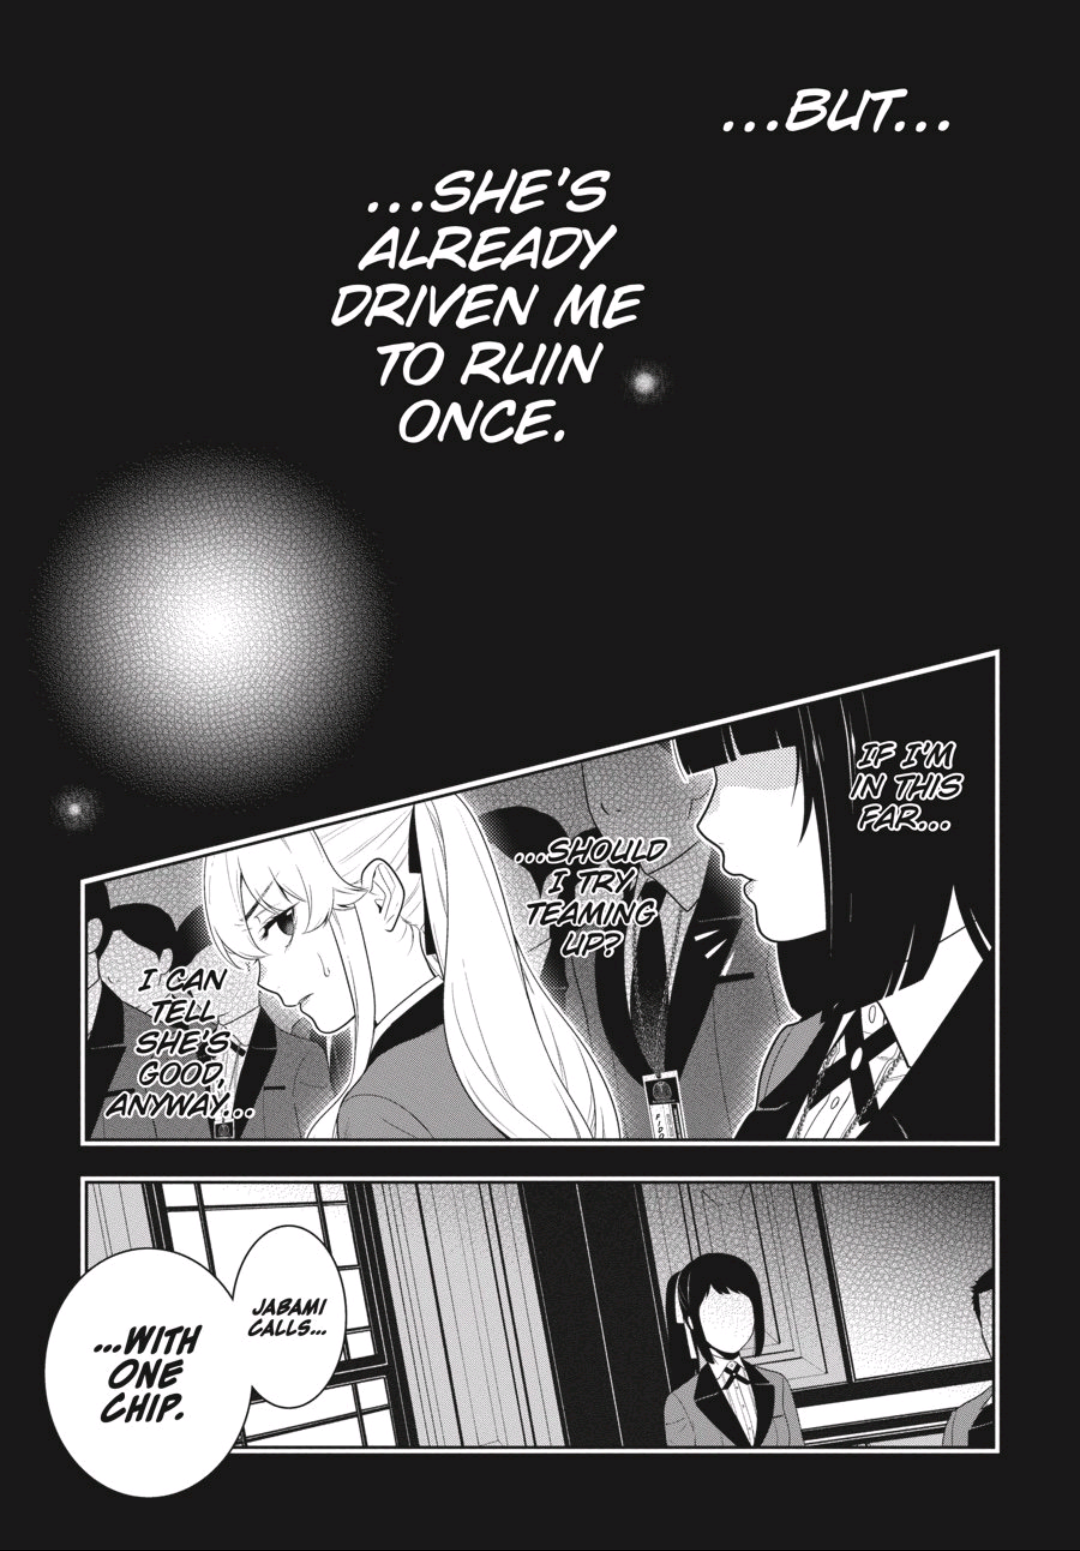 ...BUT...
...SHE'S
ALREADY
DRIVEN ME
TO RUIN
ONCE.
IF I'M
IN THIS
FAR...
...SHOULD
I TRY
TEAMING
UP?
I CAN
TELL
SHE'S
GOOD,
ANYWAY...
JABAMI
CALLS...
...WITH
ONE
CHIP.